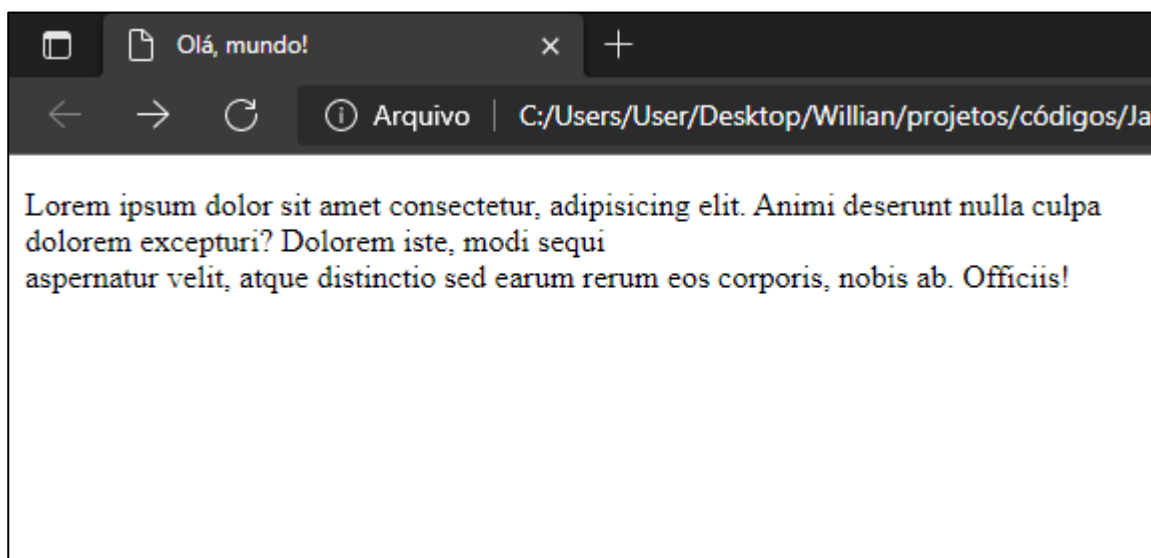 Olá, mundo!
Arquivo C:/Users/User/Desktop/Willian/projetos/códigos/Ja
Lorem ipsum dolor sit amet consectetur, adipisicing elit. Animi deserunt nulla culpa
dolorem excepturi? Dolorem iste, modi sequi
aspernatur velit, atque distinctio sed earum rerum eos corporis, nobis ab. Officiis!